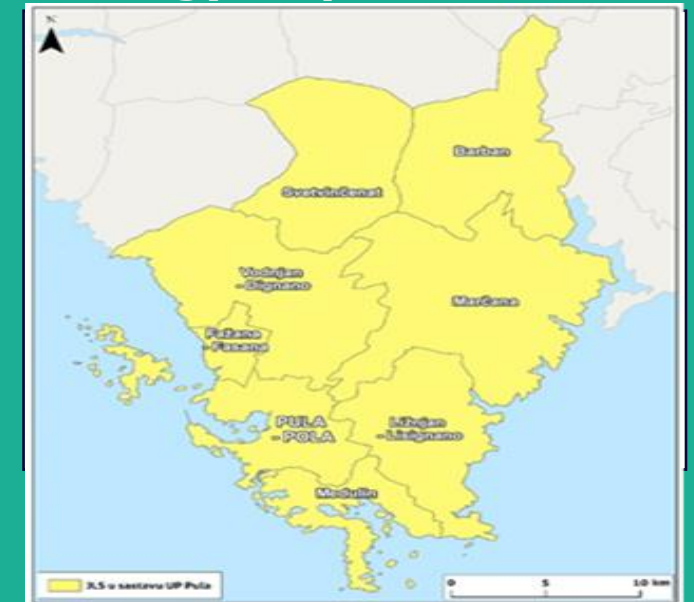 N
Barban
Svetvinčenat
Vodnjan
- Dignano
Marčana
Fažana
- Fasana
PULA
- POLA
Ližnjan
- Lisignano
Medulin
JLS u sastavu UP Pula
0 5 10 km